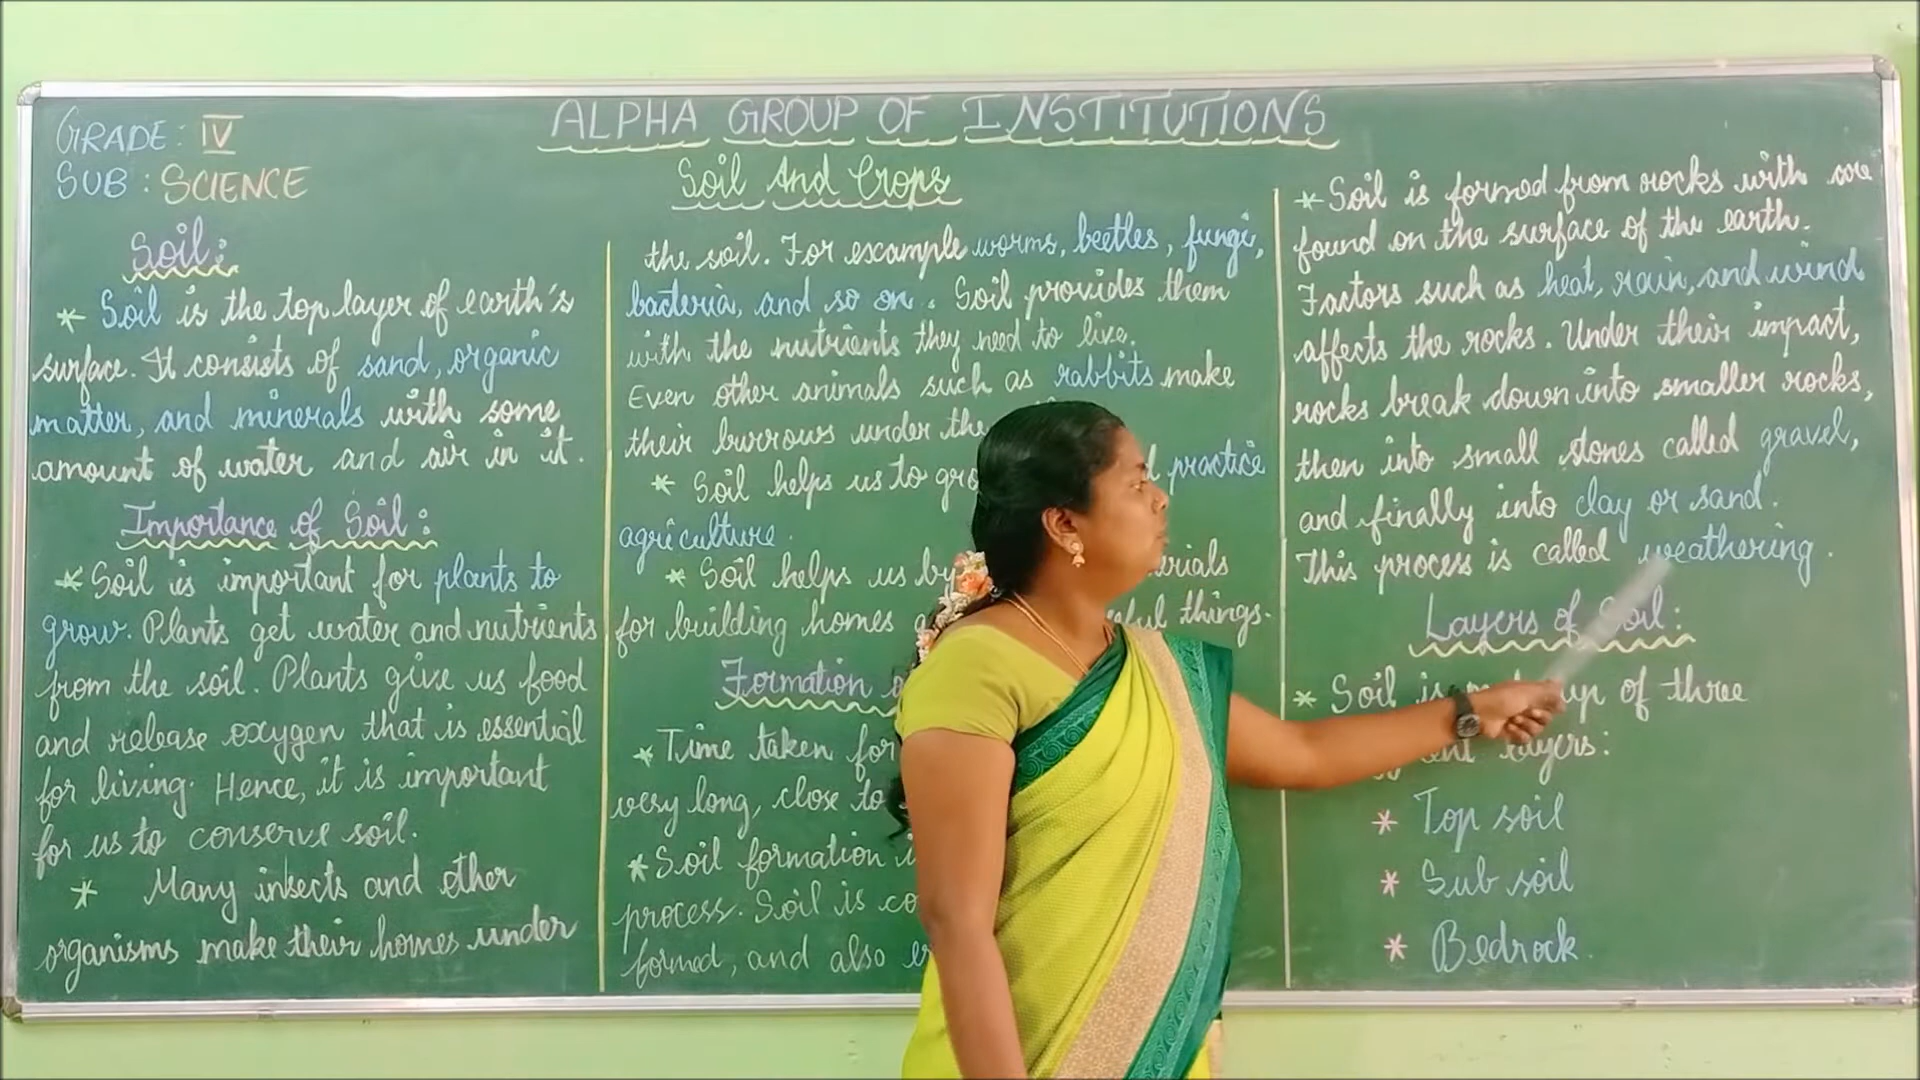 ALPHA GROUP OF INSTITUTIONS
GRADE : IV
SUB : SCIENCE
Soil And Crops
Soil :
* Soil is the top layer of earth's
surface. It consists of sand, organic
matter, and minerals with some
amount of water and air in it.
Importance of Soil :
* Soil is important for plants to
grow. Plants get water and nutrients
from the soil. Plants give us food
and release oxygen that is essential
for living. Hence, it is important
for us to conserve soil.
* Many insects and other
organisms make their homes under
the soil. For example worms, beetles, fungi,
bacteria, and so on. Soil provides them
with the nutrients they need to live.
Even other animals such as rabbits make
their burrows under the
* Soil helps us to practice
agriculture.
* Soil helps us by
for building homes things.
Formation
* Time taken for
very long, close to
* Soil formation
process. Soil is
formed, and also
* Soil is formed from rocks with are
found on the surface of the earth.
Factors such as heat, rain, and wind
affects the rocks. Under their impact,
rocks break down into smaller rocks,
then into small stones called gravel,
and finally into clay or sand.
This process is called weathering.
Layers of Soil :
* Soil is up of three
layers :
* Top soil
* Sub soil
* Bedrock.